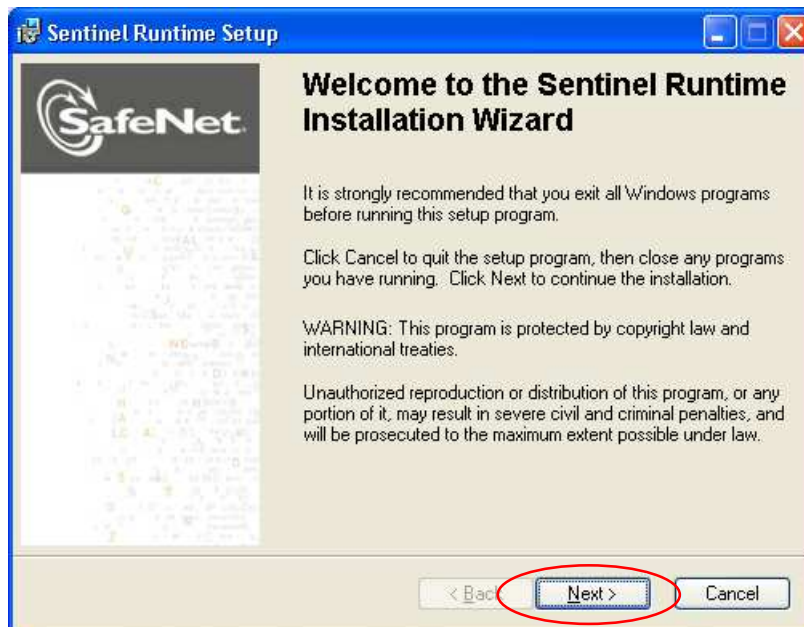 Sentinel Runtime Setup
SafeNet.
Welcome to the Sentinel Runtime
Installation Wizard
It is strongly recommended that you exit all Windows programs
before running this setup program.
Click Cancel to quit the setup program, then close any programs
you have running. Click Next to continue the installation.
WARNING: This program is protected by copyright law and
international treaties.
Unauthorized reproduction or distribution of this program, or any
portion of it, may result in severe civil and criminal penalties, and
will be prosecuted to the maximum extent possible under law.
< Back
Next >
Cancel